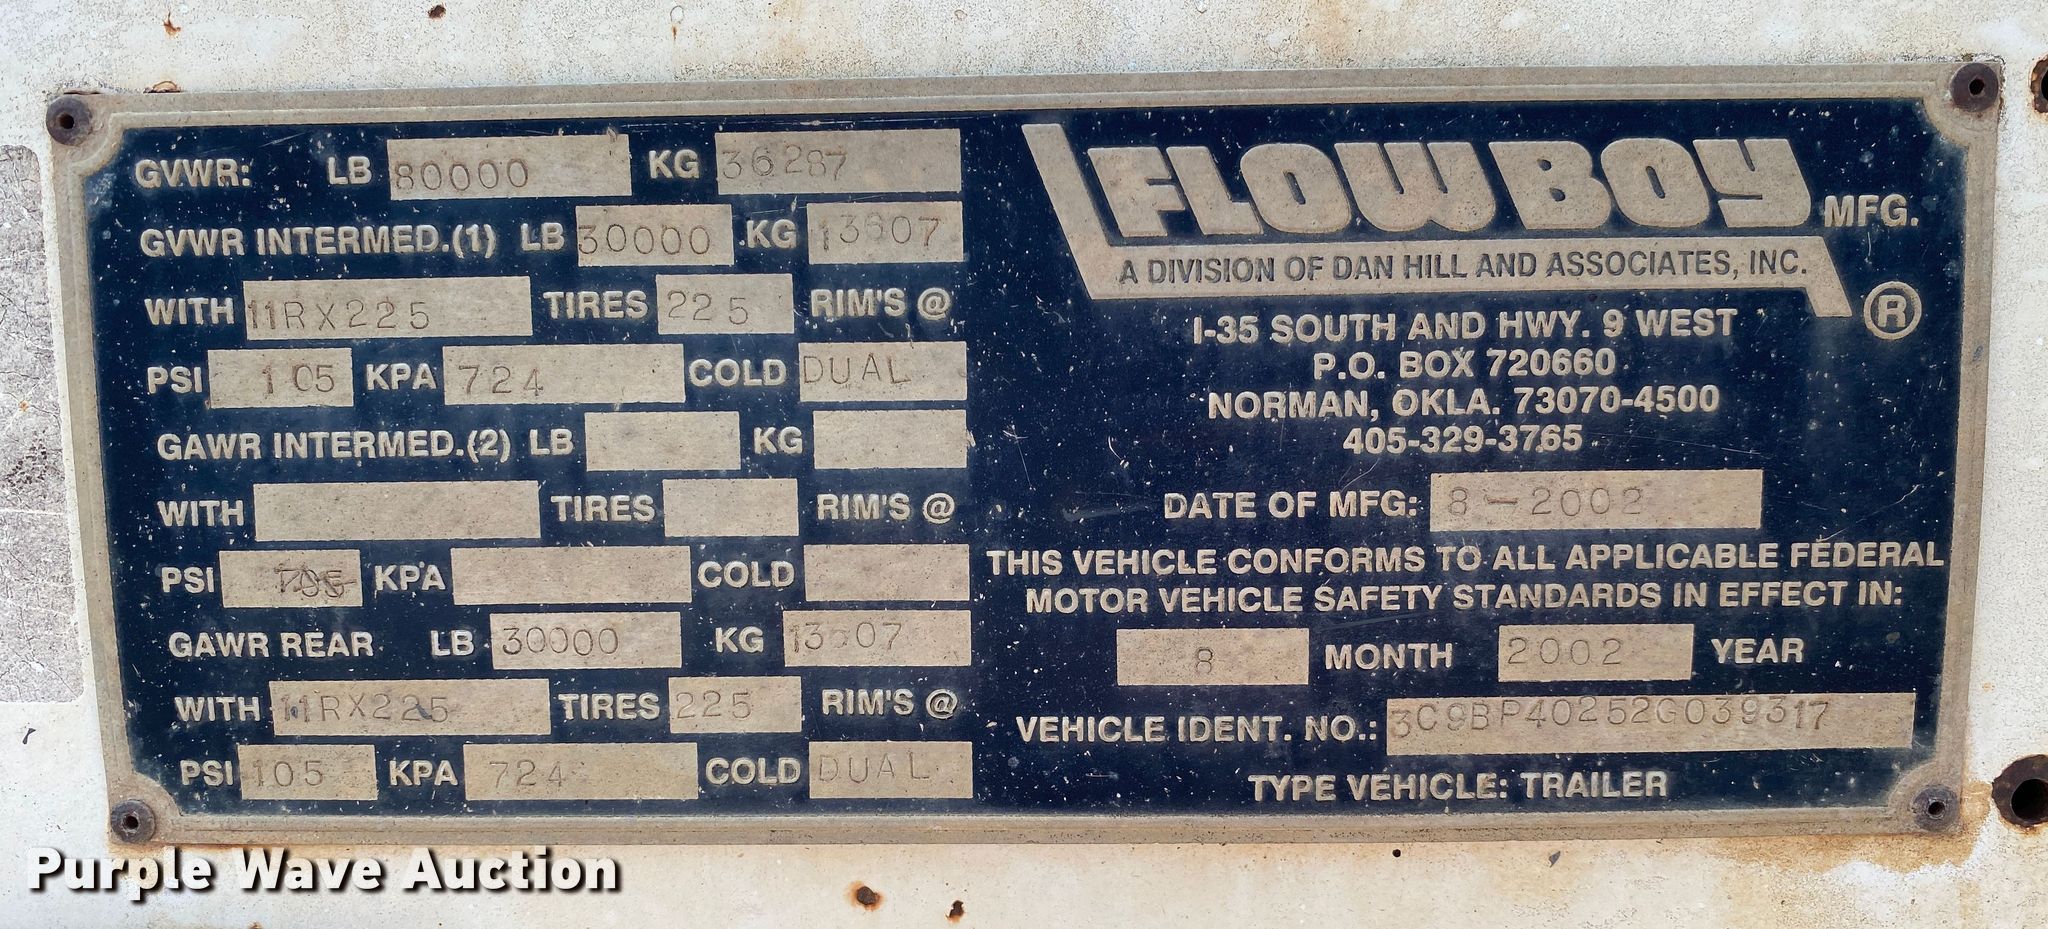 GVWR: LB 80000 KG 36287
GVWR INTERMED.(1) LB 30000 KG 13607
WITH 11RX225 TIRES 225 RIM'S @
PSI 105 KPA 724 COLD DUAL
GAWR INTERMED.(2) LB KG
WITH TIRES RIM'S @
PSI KPA COLD
GAWR REAR LB 30000 KG 13607
WITH 11RX225 TIRES 225 RIM'S @
PSI 105 KPA 724 COLD DUAL
FLOW BOY MFG.
A DIVISION OF DAN HILL AND ASSOCIATES, INC.
®
I-35 SOUTH AND HWY. 9 WEST
P.O. BOX 720660
NORMAN, OKLA. 73070-4500
405-329-3765
DATE OF MFG: 8-2002
THIS VEHICLE CONFORMS TO ALL APPLICABLE FEDERAL
MOTOR VEHICLE SAFETY STANDARDS IN EFFECT IN:
8 MONTH 2002 YEAR
VEHICLE IDENT. NO.: 3C9BP40252G039317
TYPE VEHICLE: TRAILER
Purple Wave Auction